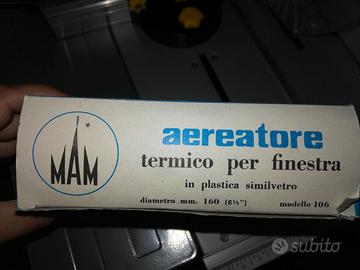 MAM
aereatore
termico per finestra
in plastica similvetro
diametro mm. 160 (6½")
modello 106
subito